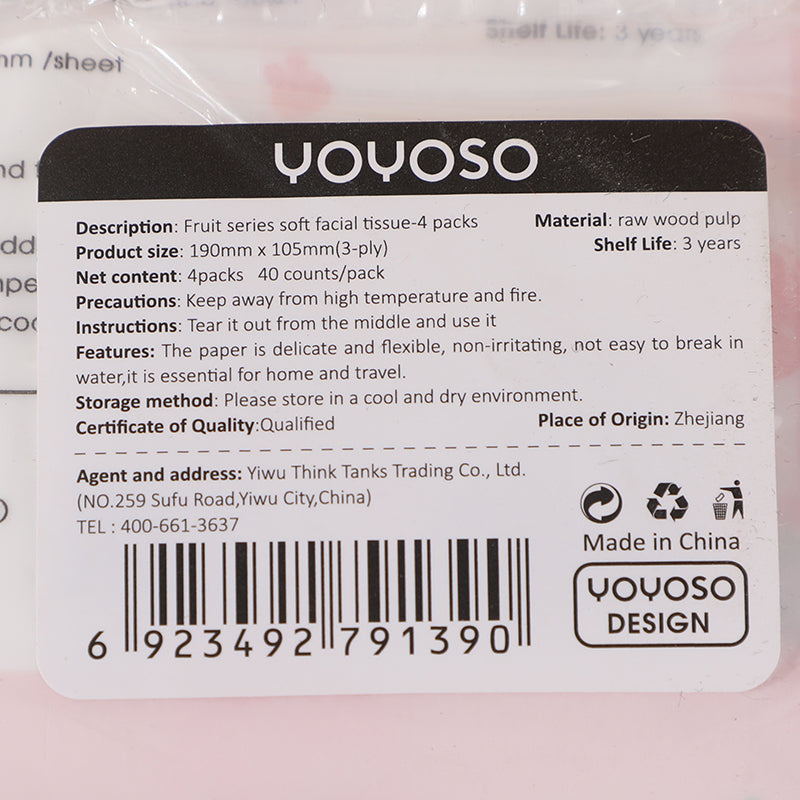 Shelf Life: 3 years
mm /sheet
YOYOSO
Description: Fruit series soft facial tissue-4 packs
Material: raw wood pulp
Product size: 190mm x 105mm(3-ply)
Shelf Life: 3 years
Net content: 4packs 40 counts/pack
Precautions: Keep away from high temperature and fire.
Instructions: Tear it out from the middle and use it
Features: The paper is delicate and flexible, non-irritating, not easy to break in
water,it is essential for home and travel.
Storage method: Please store in a cool and dry environment.
Certificate of Quality:Qualified
Place of Origin: Zhejiang
Agent and address: Yiwu Think Tanks Trading Co., Ltd.
(NO.259 Sufu Road,Yiwu City,China)
TEL : 400-661-3637
Made in China
YOYOSO
DESIGN
6 923492 791390